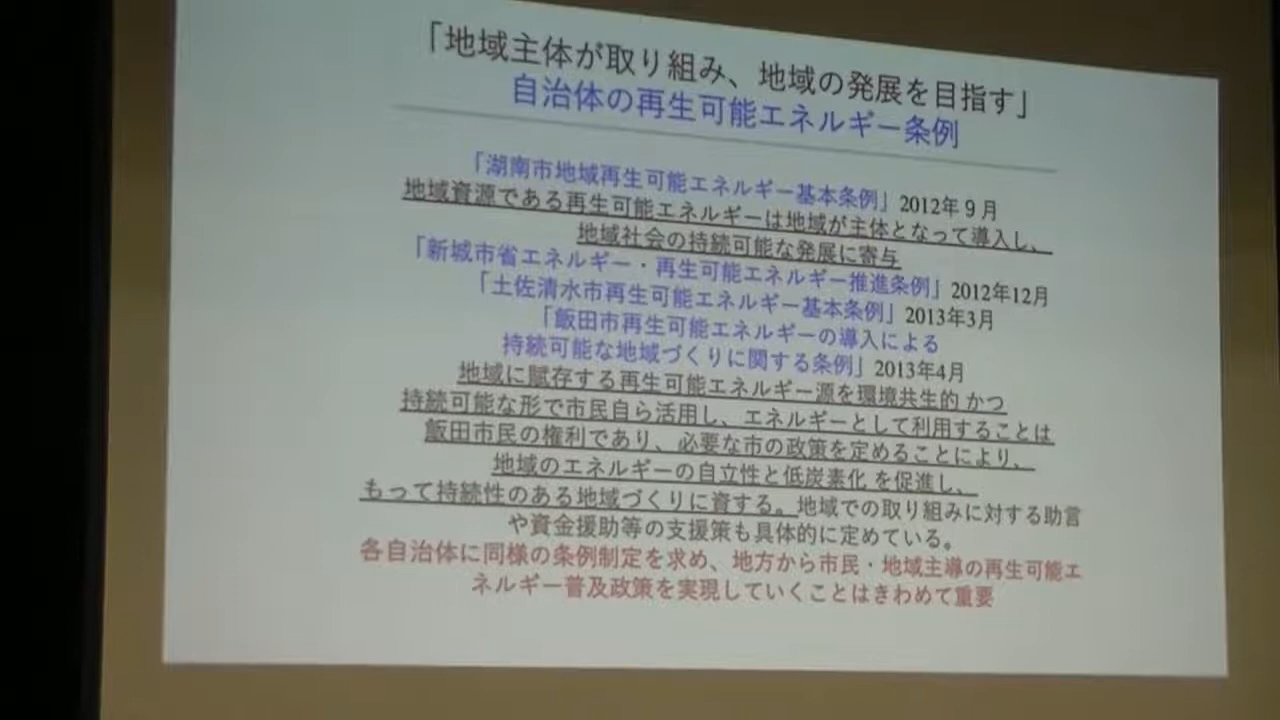 「地域主体が取り組み、地域の発展を目指す」
自治体の再生可能エネルギー条例
「湖南市地域再生可能エネルギー基本条例」2012年９月
地域資源である再生可能エネルギーは地域が主体となって導入し、
地域社会の持続可能な発展に寄与
「新城市省エネルギー・再生可能エネルギー推進条例」2012年12月
「土佐清水市再生可能エネルギー基本条例」2013年3月
「飯田市再生可能エネルギーの導入による
持続可能な地域づくりに関する条例」2013年4月
地域に賦存する再生可能エネルギー源を環境共生的 かつ
持続可能な形で市民自ら活用し、エネルギーとして利用することは
飯田市民の権利であり、必要な市の政策を定めることにより、
地域のエネルギーの自立性と低炭素化 を促進し、
もって持続性のある地域づくりに資する。地域での取り組みに対する助言
や資金援助等の支援策も具体的に定めている。
各自治体に同様の条例制定を求め、地方から市民・地域主導の再生可能エ
ネルギー普及政策を実現していくことはきわめて重要